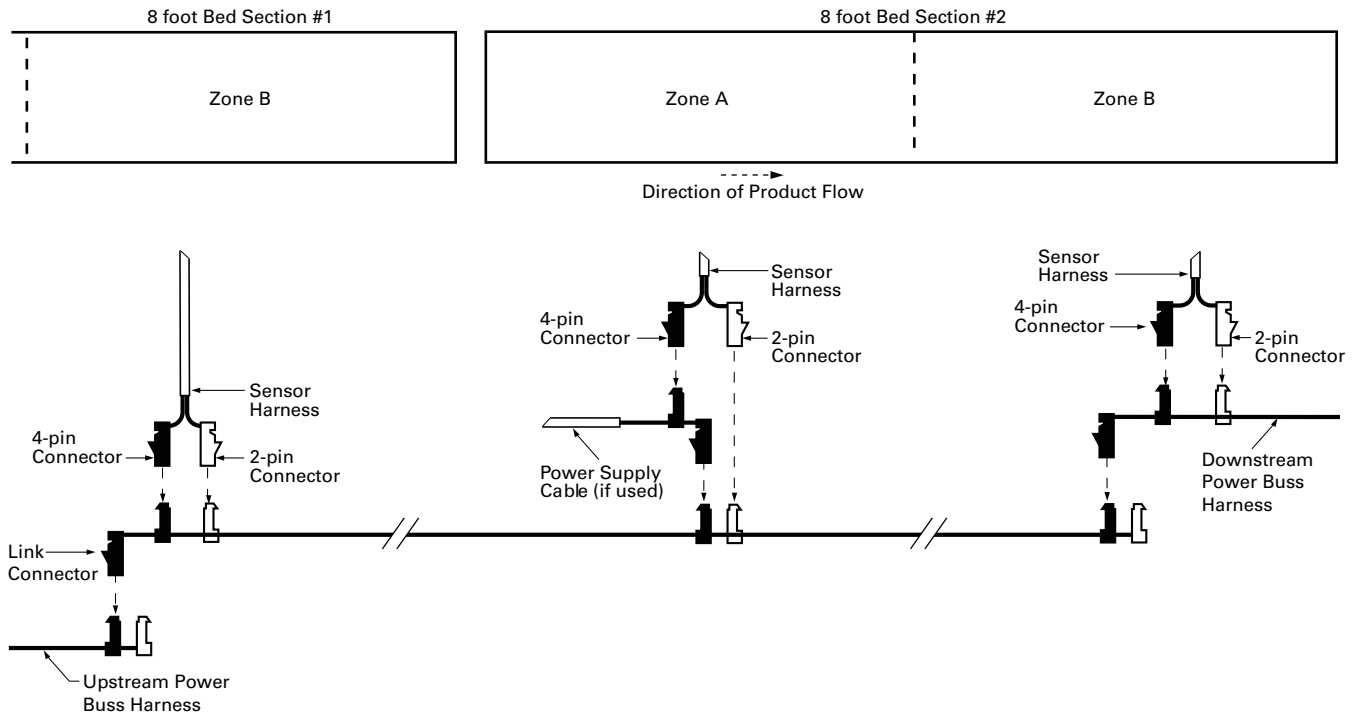 8 foot Bed Section #1
8 foot Bed Section #2
Zone B
Zone A
Zone B
Direction of Product Flow
Sensor
Harness
4-pin
Connector
2-pin
Connector
Sensor
Harness
4-pin
Connector
2-pin
Connector
Sensor
Harness
4-pin
Connector
2-pin
Connector
Power Supply
Cable (if used)
Downstream
Power Buss
Harness
Link
Connector
Upstream Power
Buss Harness